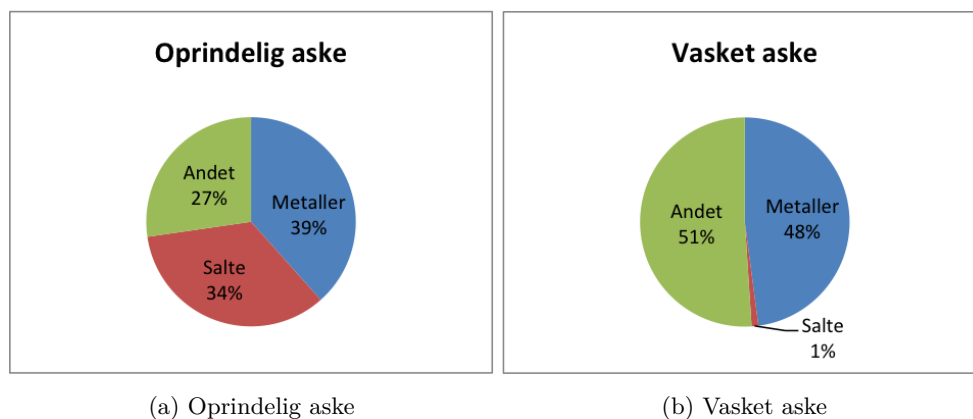 Oprindelig aske
Andet
27%
Metaller
39%
Salte
34%
(a) Oprindelig aske
Vasket aske
Andet
51%
Metaller
48%
Salte
1%
(b) Vasket aske